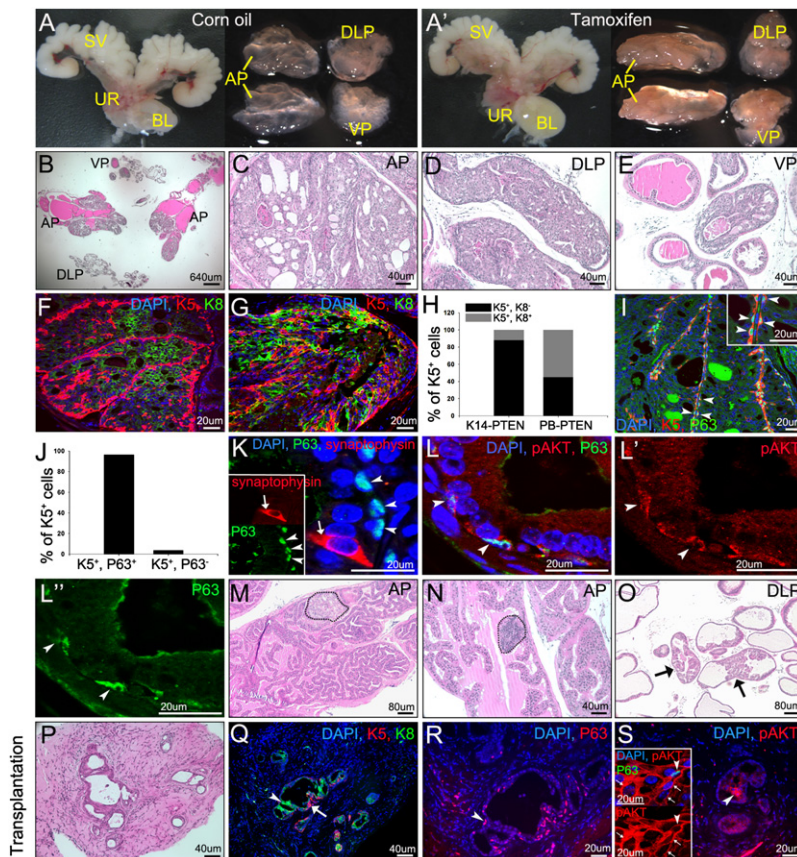 A Corn oil
SV
DLP
AP
UR
BL
VP
A' Tamoxifen
SV
DLP
AP
UR
BL
VP
B
VP
AP
AP
DLP
640um
C AP
40um
D DLP
40um
E VP
40um
F DAPI, K5, K8
20um
G DAPI, K5, K8
20um
H
K5⁺, K8⁻
K5⁺, K8⁺
% of K5⁺ cells
100
80
60
40
20
0
K14-PTEN PB-PTEN
I
20um
DAPI, K5, P63
20um
J
% of K5⁺ cells
100
80
60
40
20
0
K5⁺, P63⁺ K5⁺, P63⁻
K DAPI, P63, synaptophysin
synaptophysin
P63
20um
L DAPI, pAKT, P63
20um
L' pAKT
20um
L'' P63
20um
M AP
80um
N AP
40um
O DLP
80um
Transplantation
P
40um
Q DAPI, K5, K8
40um
R DAPI, P63
20um
S DAPI, pAKT
DAPI, pAKT
P63
20um
pAKT
20um
20um